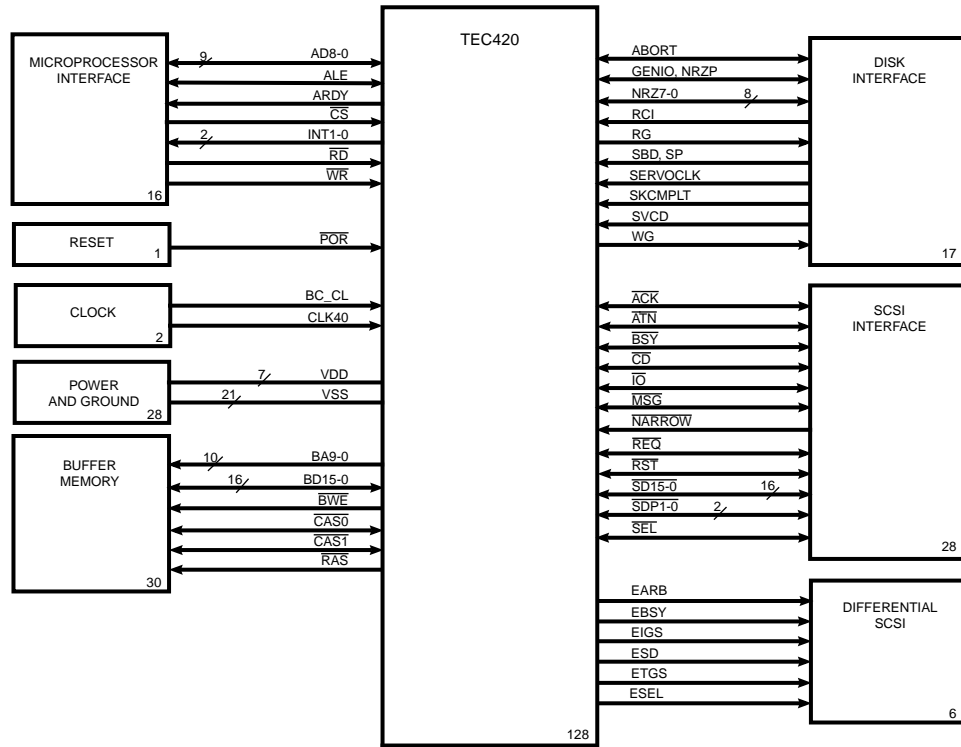 TEC420
128
MICROPROCESSOR
INTERFACE
16
9
AD8-0
ALE
ARDY
CS
2
INT1-0
RD
WR
RESET
1
POR
CLOCK
2
BC_CL
CLK40
POWER
AND GROUND
28
7
VDD
21
VSS
BUFFER
MEMORY
30
10
BA9-0
16
BD15-0
BWE
CAS0
CAS1
RAS
ABORT
GENIO, NRZP
NRZ7-0
8
RCI
RG
SBD, SP
SERVOCLK
SKCMPLT
SVCD
WG
DISK
INTERFACE
17
ACK
ATN
BSY
CD
IO
MSG
NARROW
REQ
RST
SD15-0
16
SDP1-0
2
SEL
SCSI
INTERFACE
28
EARB
EBSY
EIGS
ESD
ETGS
ESEL
DIFFERENTIAL
SCSI
6